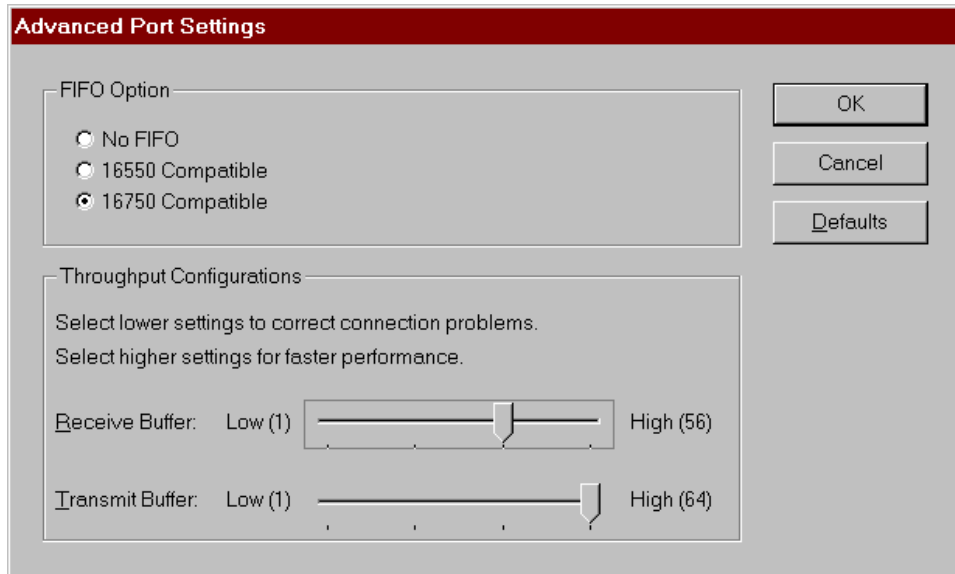 Advanced Port Settings
FIFO Option
No FIFO
16550 Compatible
16750 Compatible
OK
Cancel
Defaults
Throughput Configurations
Select lower settings to correct connection problems.
Select higher settings for faster performance.
Receive Buffer: Low (1) High (56)
Transmit Buffer: Low (1) High (64)